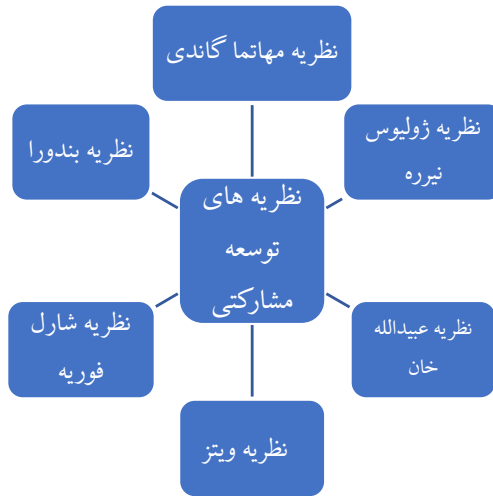 نظریه مهاتما گاندی
نظریه ژولیوس
نیرره
نظریه بندورا
نظریه های
توسعه
مشارکتی
نظریه عبیدالله
خان
نظریه شارل
فوریه
نظریه ویتز